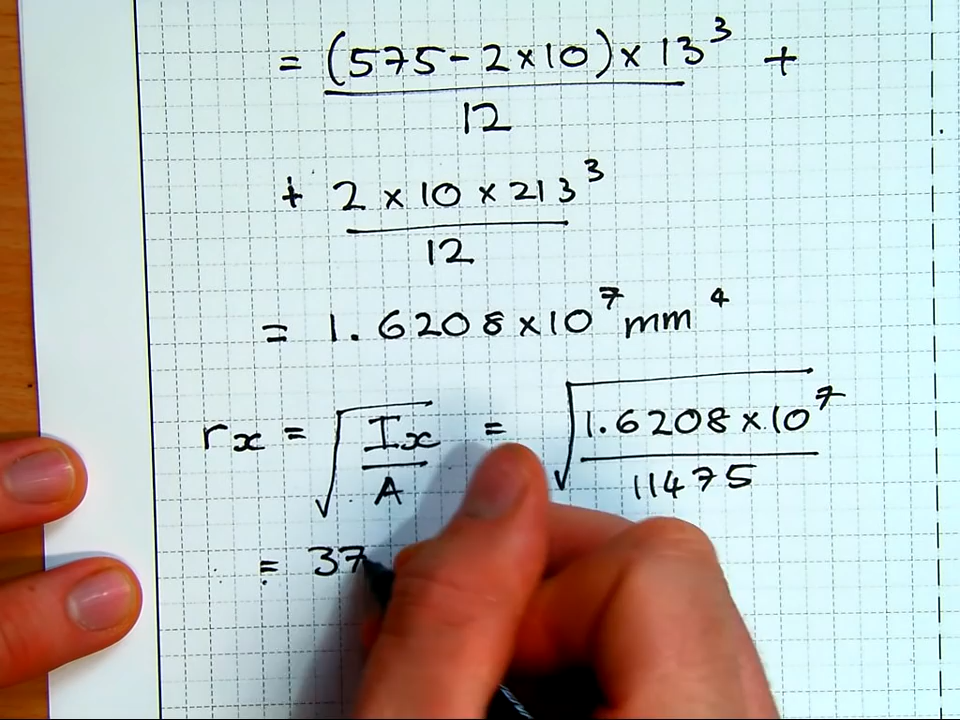 = (575 - 2 × 10) × 13³ +
12
+ 2 × 10 × 213³
12
= 1.6208 × 10⁷ mm⁴
rx = √(Ix / A) = √(1.6208 × 10⁷ / 11475)
= 37